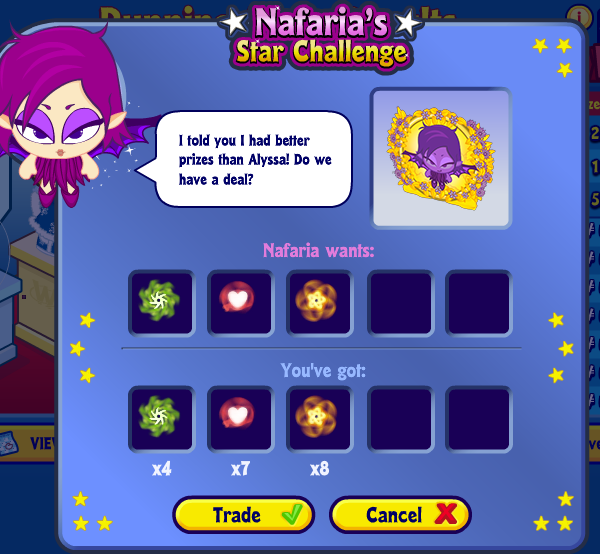 Nafaria's
Star Challenge
I told you I had better
prizes than Alyssa! Do we
have a deal?
Nafaria wants:
You've got:
x4 x7 x8
VIEW
Trade Cancel